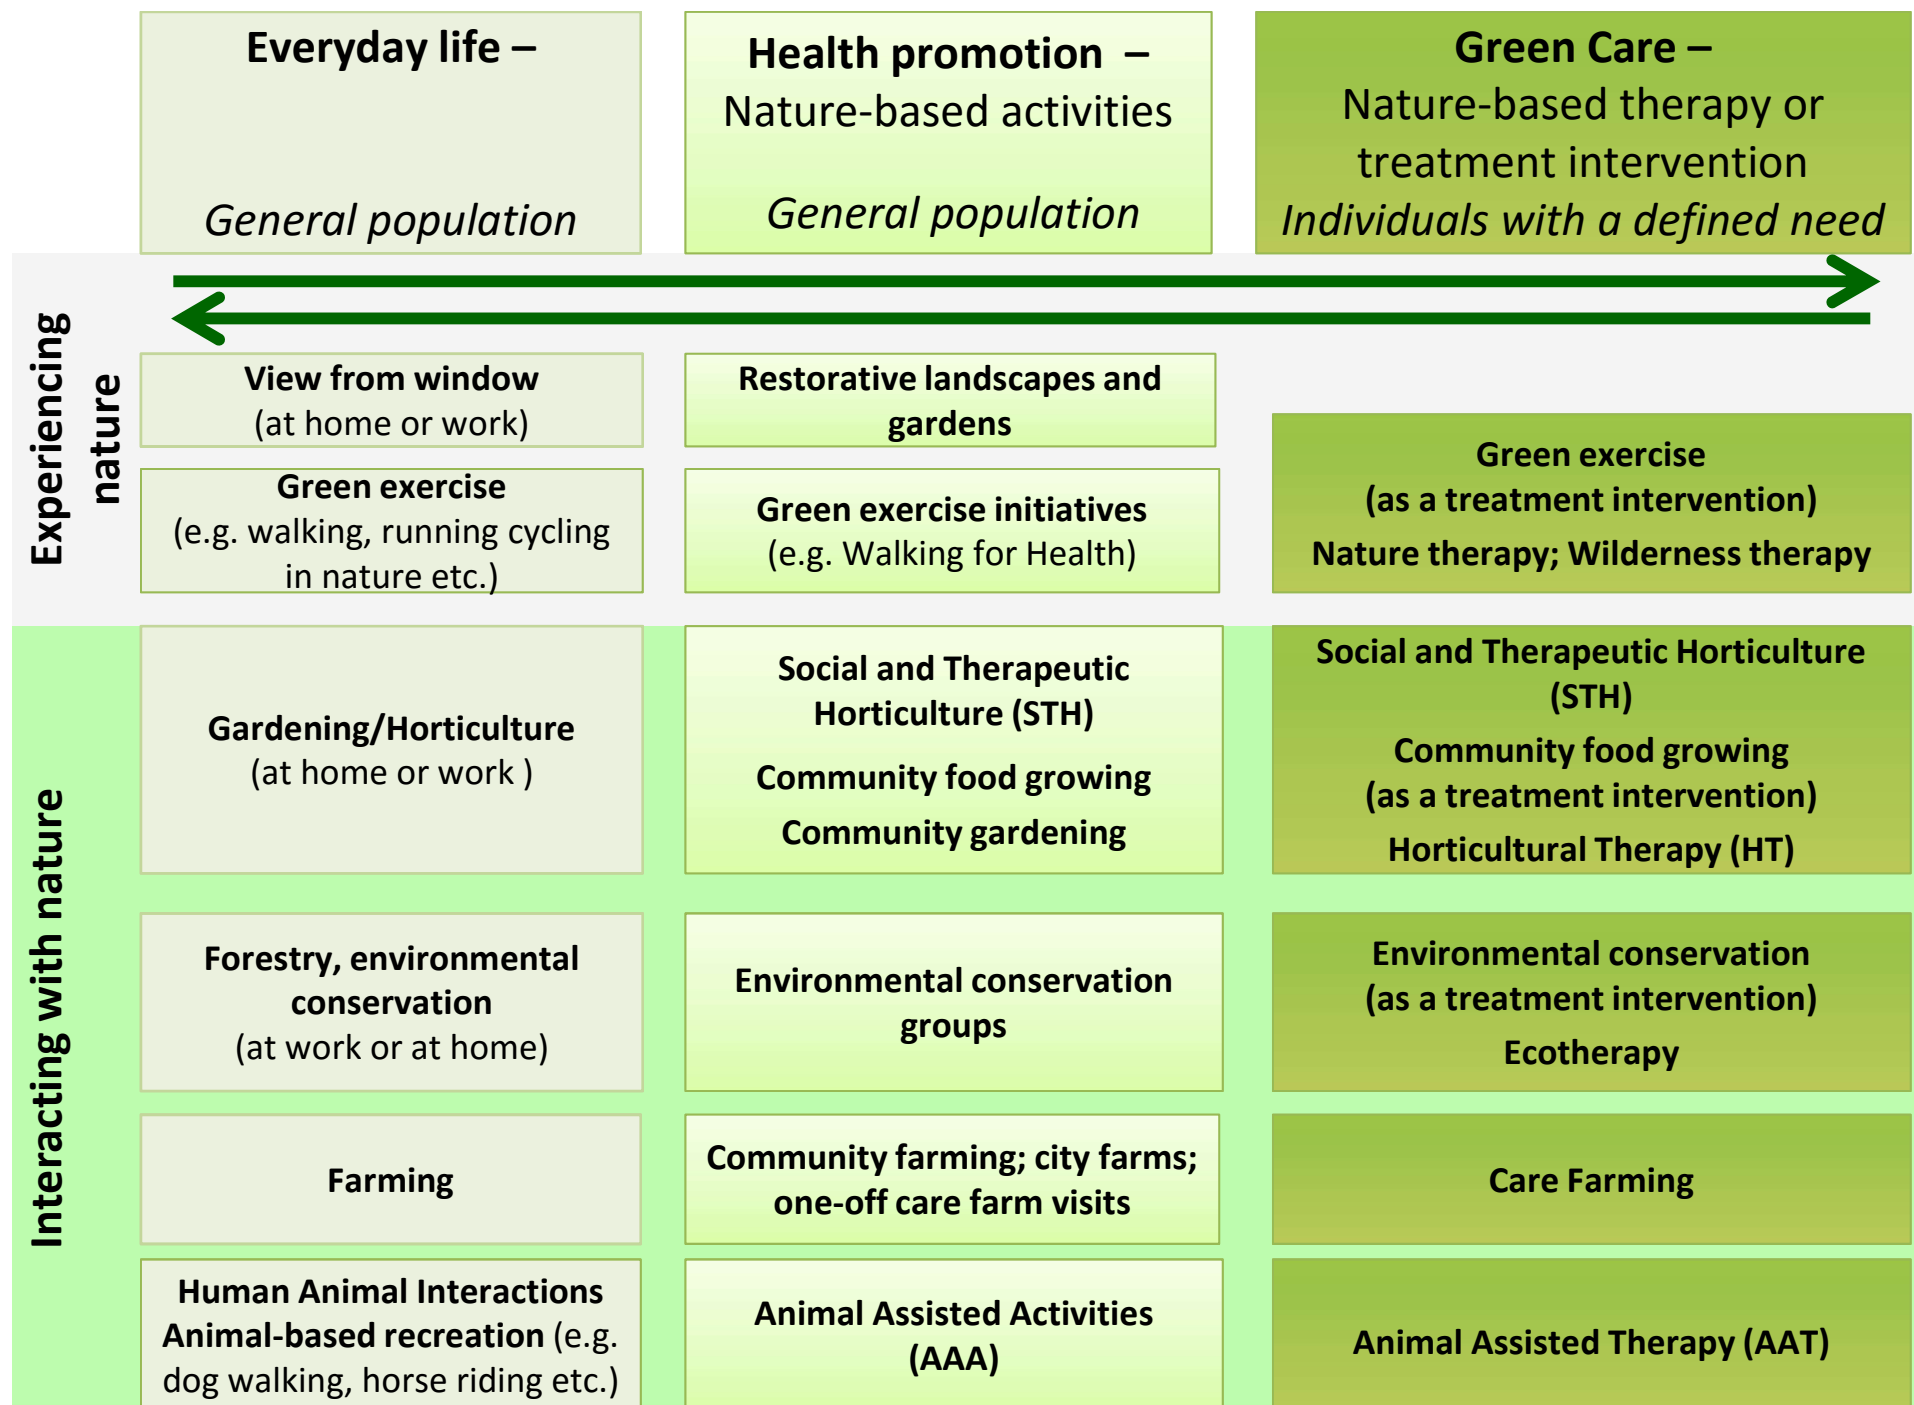 Everyday life –
General population
Health promotion –
Nature-based activities
General population
Green Care –
Nature-based therapy or
treatment intervention
Individuals with a defined need
Experiencing
nature
View from window
(at home or work)
Restorative landscapes and
gardens
Green exercise
(e.g. walking, running cycling
in nature etc.)
Green exercise initiatives
(e.g. Walking for Health)
Green exercise
(as a treatment intervention)
Nature therapy; Wilderness therapy
Interacting with nature
Gardening/Horticulture
(at home or work )
Social and Therapeutic
Horticulture (STH)
Community food growing
Community gardening
Social and Therapeutic Horticulture
(STH)
Community food growing
(as a treatment intervention)
Horticultural Therapy (HT)
Forestry, environmental
conservation
(at work or at home)
Environmental conservation
groups
Environmental conservation
(as a treatment intervention)
Ecotherapy
Farming
Community farming; city farms;
one-off care farm visits
Care Farming
Human Animal Interactions
Animal-based recreation (e.g.
dog walking, horse riding etc.)
Animal Assisted Activities
(AAA)
Animal Assisted Therapy (AAT)